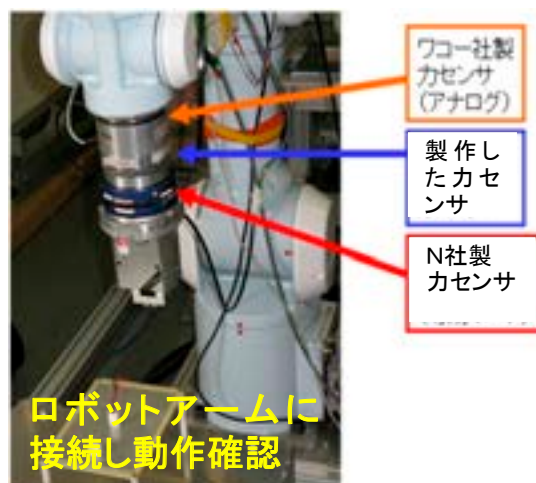 ワコー社製
力センサ
(アナログ)
製作し
た力セ
ンサ
N社製
力センサ
ロボットアームに
接続し動作確認